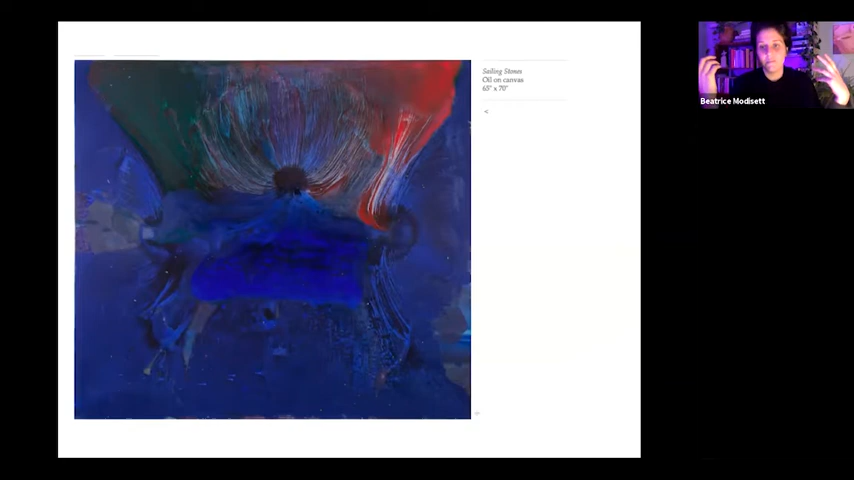 Sailing Stones
Oil on canvas
65" x 70"
<
Beatrice Modisett